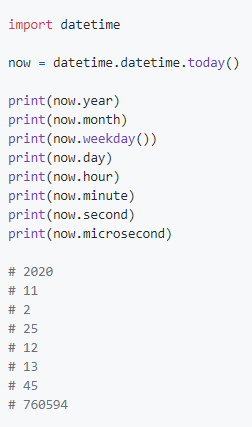 import datetime
now = datetime.datetime.today()
print(now.year)
print(now.month)
print(now.weekday())
print(now.day)
print(now.hour)
print(now.minute)
print(now.second)
print(now.microsecond)
# 2020
# 11
# 2
# 25
# 12
# 13
# 45
# 760594